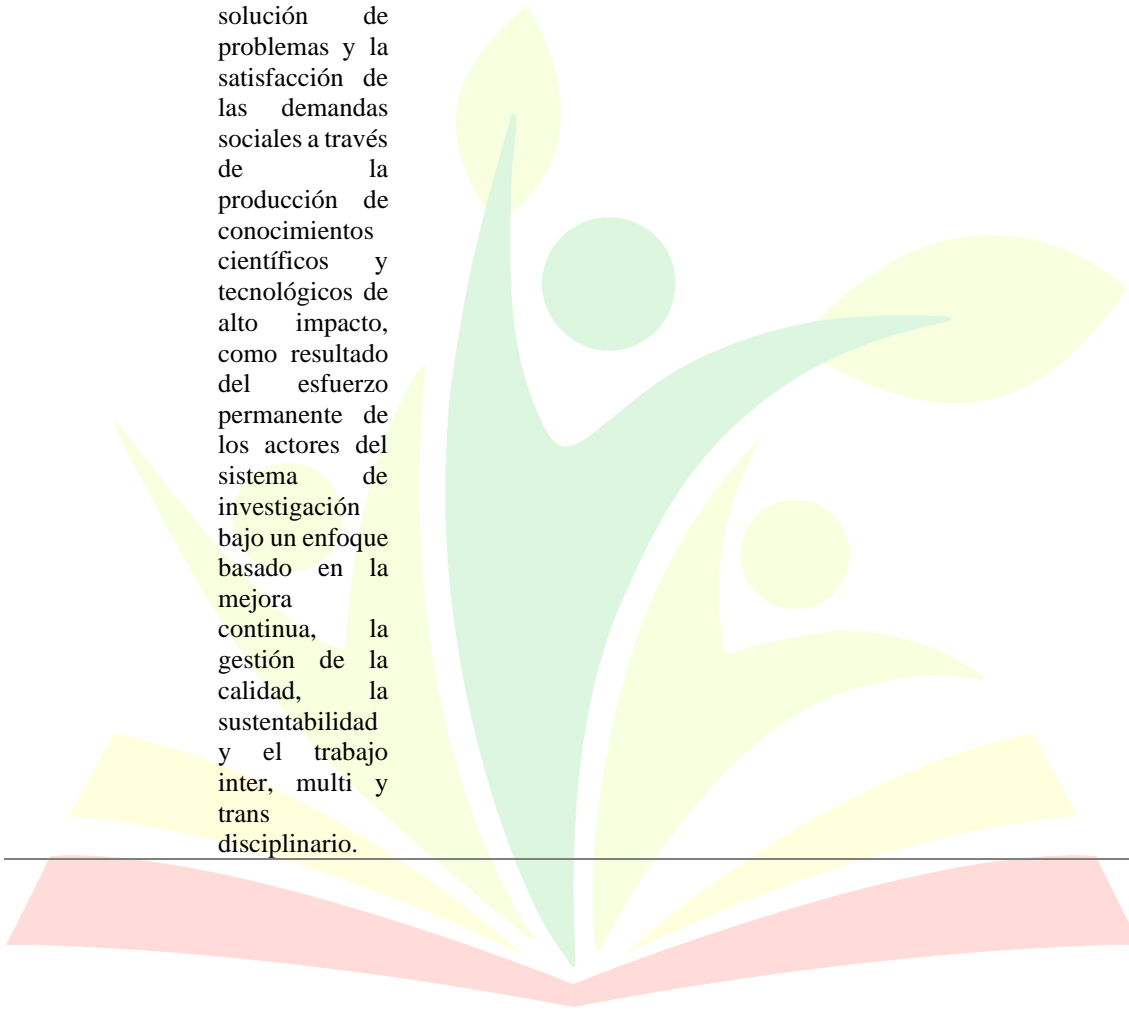 solución de
problemas y la
satisfacción de
las demandas
sociales a través
de la
producción de
conocimientos
científicos y
tecnológicos de
alto impacto,
como resultado
del esfuerzo
permanente de
los actores del
sistema de
investigación
bajo un enfoque
basado en la
mejora
continua, la
gestión de la
calidad, la
sustentabilidad
y el trabajo
inter, multi y
trans
disciplinario.